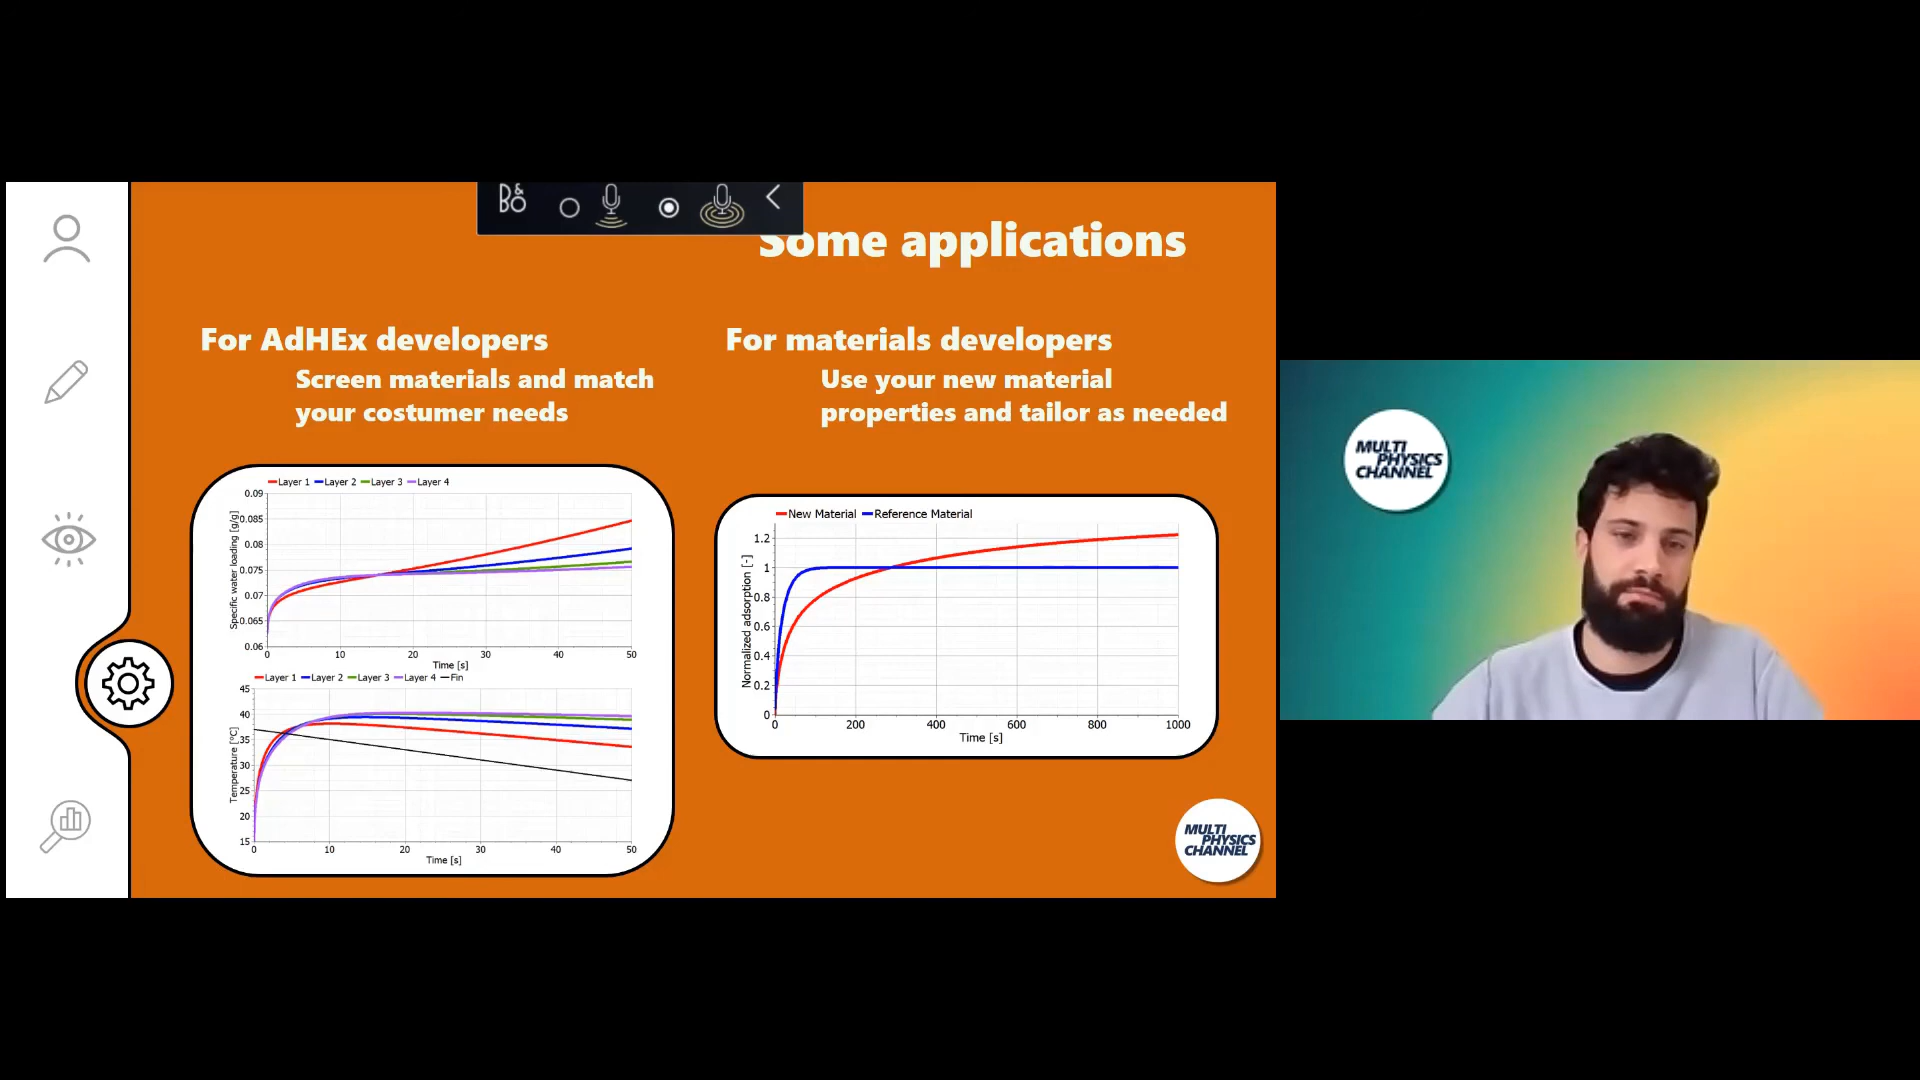 Some applications
For AdHEx developers
Screen materials and match
your costumer needs
For materials developers
Use your new material
properties and tailor as needed
Layer 1 Layer 2 Layer 3 Layer 4
Specific water loading [g/g]
0.09
0.085
0.08
0.075
0.07
0.065
0.06
0 10 20 30 40 50
Time [s]
Layer 1 Layer 2 Layer 3 Layer 4 Fin
Temperature [°C]
45
40
35
30
25
20
15
0 10 20 30 40 50
Time [s]
New Material Reference Material
Normalized adsorption [-]
1.2
1
0.8
0.6
0.4
0.2
0
0 200 400 600 800 1000
Time [s]
MULTI
PHYSICS
CHANNEL
MULTI
PHYSICS
CHANNEL